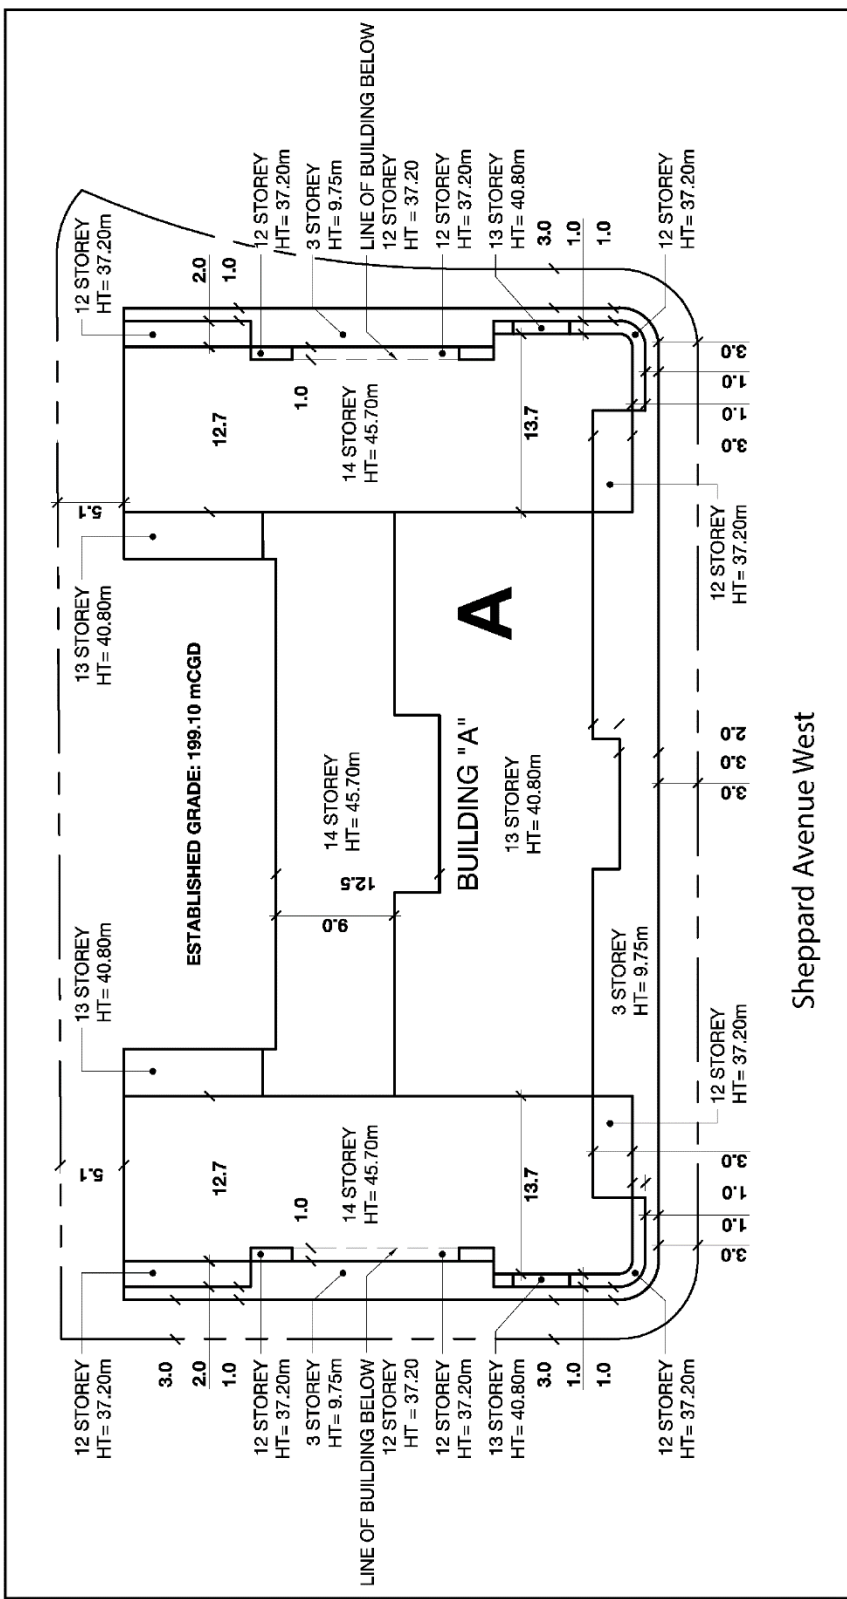 12 STOREY
HT= 37.20m
13 STOREY
HT= 40.80m
13 STOREY
HT= 40.80m
12 STOREY
HT= 37.20m
5.1
5.1
3.0
2.0
1.0
ESTABLISHED GRADE: 199.10 mCGD
2.0
1.0
12.7
12.7
12 STOREY
HT= 37.20m
12 STOREY
HT= 37.20m
3 STOREY
HT= 9.75m
1.0
1.0
3 STOREY
HT= 9.75m
LINE OF BUILDING BELOW
12 STOREY
HT = 37.20
14 STOREY
HT= 45.70m
9.0
12.5
14 STOREY
HT= 45.70m
14 STOREY
HT= 45.70m
LINE OF BUILDING BELOW
12 STOREY
HT = 37.20
12 STOREY
HT= 37.20m
BUILDING "A"
A
12 STOREY
HT= 37.20m
13 STOREY
HT= 40.80m
13.7
13 STOREY
HT= 40.80m
13.7
13 STOREY
HT= 40.80m
3.0
1.0
1.0
3 STOREY
HT= 9.75m
3.0
1.0
1.0
12 STOREY
HT= 37.20m
12 STOREY
HT= 37.20m
12 STOREY
HT= 37.20m
12 STOREY
HT= 37.20m
3.0
1.0
1.0
3.0
3.0
3.0
2.0
3.0
1.0
1.0
3.0
Sheppard Avenue West